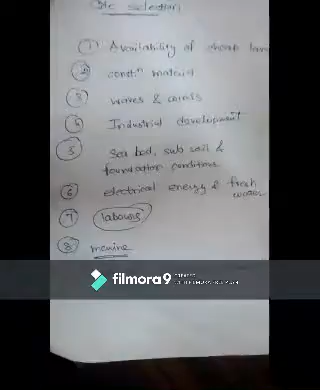 Site selection
① Availability of cheap land
② constⁿ material
③ waves &
④ Industrial development
⑤ Sea bed, sub soil &
foundation conditions
⑥ electrical energy & fresh
water
⑦ labours
⑧ marine
filmora9